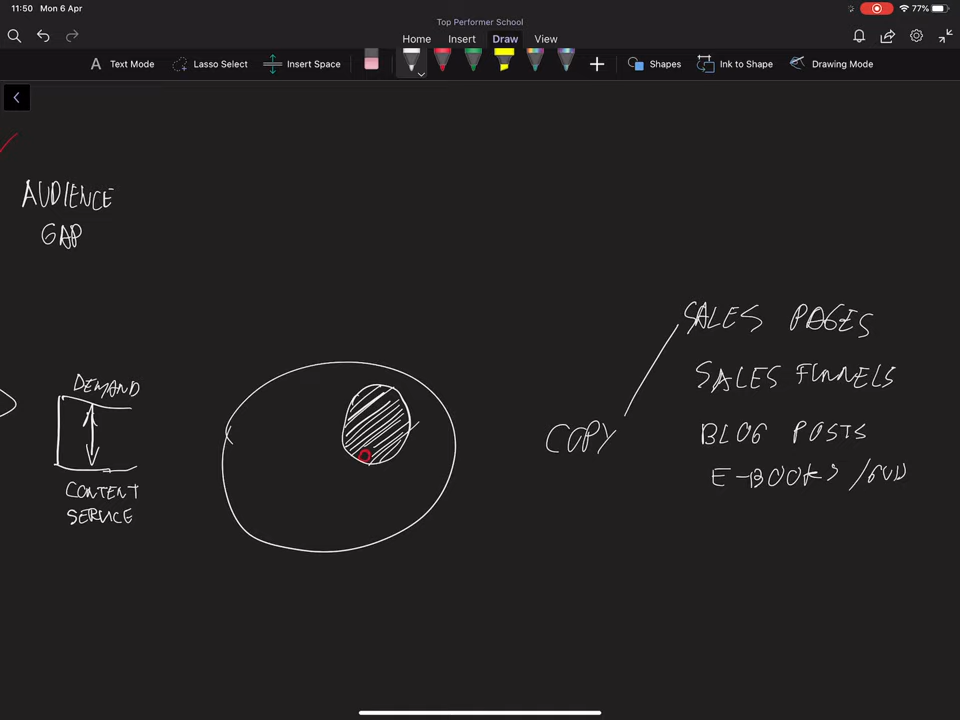 11:50 Mon 6 Apr
77%
Top Performer School
Home Insert Draw View
Text Mode Lasso Select Insert Space Shapes Ink to Shape Drawing Mode
AUDIENCE
GAP
DEMAND
CONTENT
SERVICE
COPY
SALES PAGES
SALES FUNNELS
BLOG POSTS
E-BOOKS /